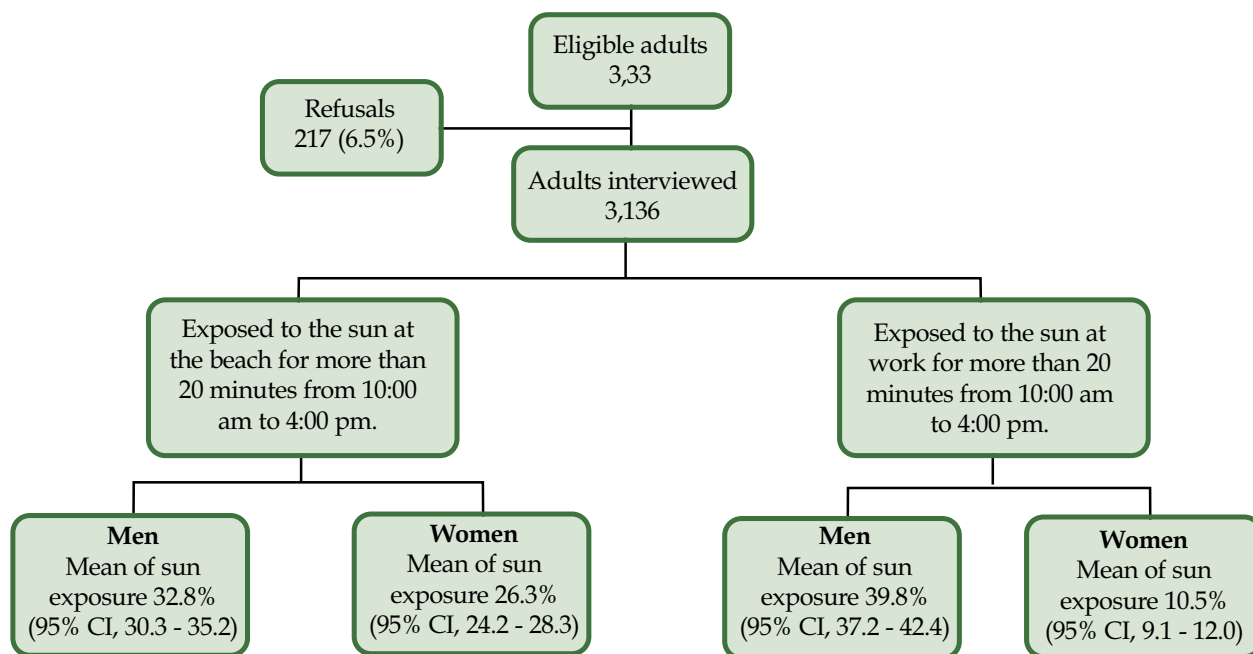 Eligible adults
3,33
Refusals
217 (6.5%)
Adults interviewed
3,136
Exposed to the sun at
the beach for more than
20 minutes from 10:00
am to 4:00 pm.
Exposed to the sun at
work for more than 20
minutes from 10:00 am
to 4:00 pm.
Men
Mean of sun
exposure 32.8%
(95% CI, 30.3 - 35.2)
Women
Mean of sun
exposure 26.3%
(95% CI, 24.2 - 28.3)
Men
Mean of sun
exposure 39.8%
(95% CI, 37.2 - 42.4)
Women
Mean of sun
exposure 10.5%
(95% CI, 9.1 - 12.0)